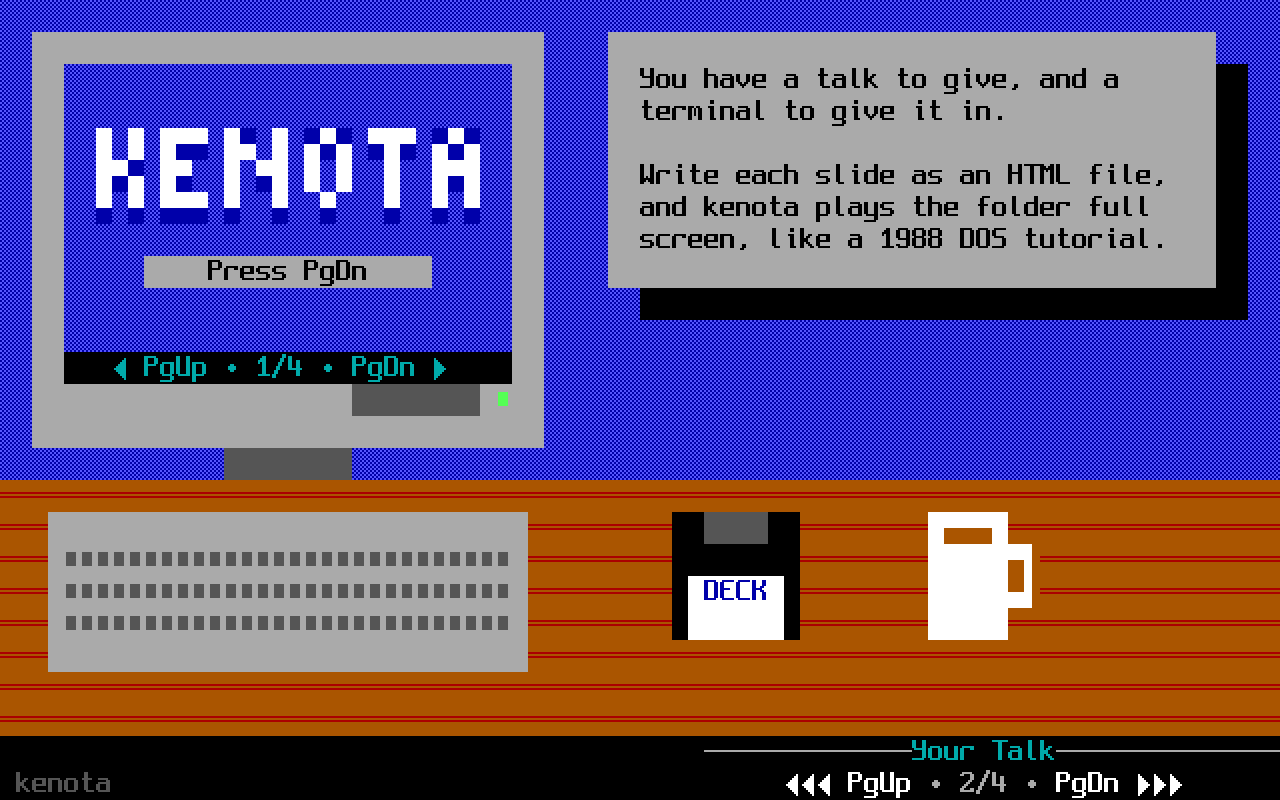 KENOTA
Press PgDn
◄ PgUp • 1/4 • PgDn ►
You have a talk to give, and a
terminal to give it in.
Write each slide as an HTML file,
and kenota plays the folder full
screen, like a 1988 DOS tutorial.
DECK
Your Talk
kenota
◄◄◄ PgUp • 2/4 • PgDn ►►►